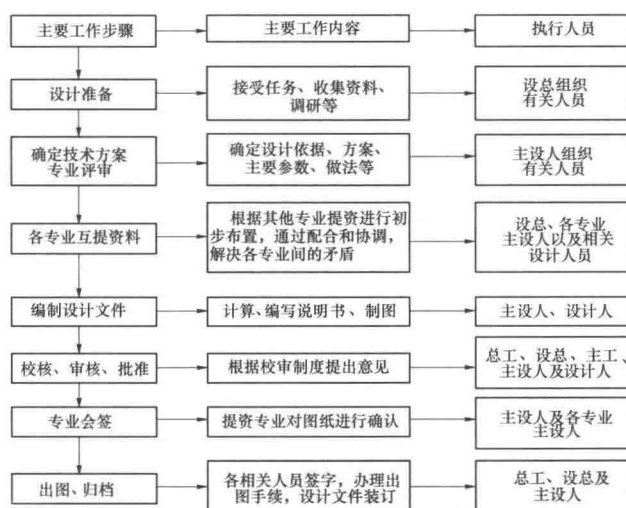 主要工作步骤
主要工作内容
执行人员
设计准备
接受任务、收集资料、
调研等
设总组织
有关人员
确定技术方案
专业评审
确定设计依据、方案、
主要参数、做法等
主设人组织
有关人员
各专业互提资料
根据其他专业提资进行初
步布置，通过配合和协调，
解决各专业间的矛盾
设总、各专业
主设人以及相关
设计人员
编制设计文件
计算、编写说明书、制图
主设人、设计人
校核、审核、批准
根据校审制度提出意见
总工、设总、主工、
主设人及设计人
专业会签
提资专业对图纸进行确认
主设人及各专业
主设人
出图、归档
各相关人员签字，办理出
图手续，设计文件装订
总工、设总及
主设人